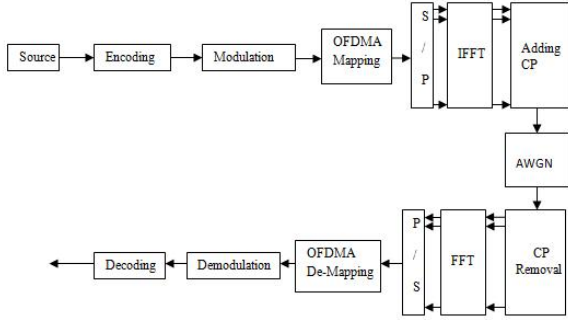 Source
Encoding
Modulation
OFDMA
Mapping
S
/
P
IFFT
Adding
CP
AWGN
CP
Removal
FFT
P
/
S
OFDMA
De-Mapping
Demodulation
Decoding